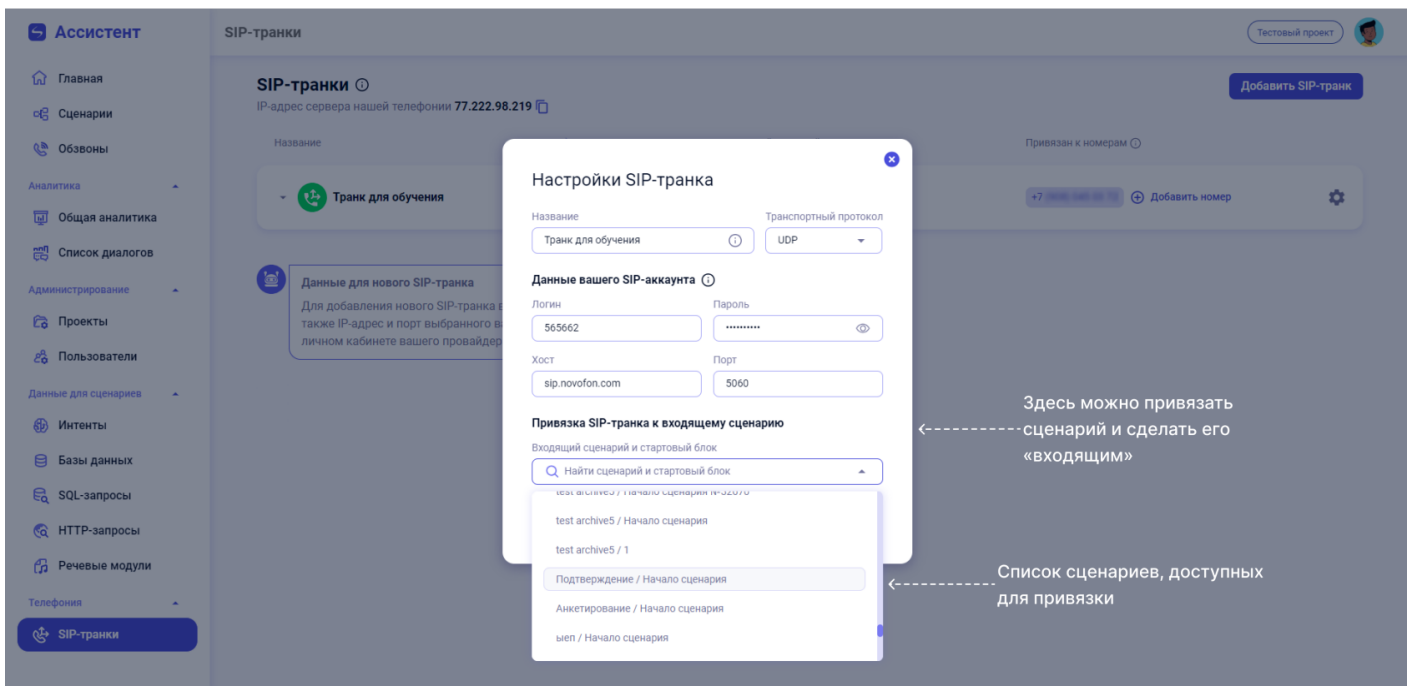 Ассистент
SIP-транки
Тестовый проект
Главная
Сценарии
Обзвоны
Аналитика
Общая аналитика
Список диалогов
Администрирование
Проекты
Пользователи
Данные для сценариев
Интенты
Базы данных
SQL-запросы
HTTP-запросы
Речевые модули
Телефония
SIP-транки
SIP-транки
Добавить SIP-транк
IP-адрес сервера нашей телефонии 77.222.98.219
Название
Привязан к номерам
Транк для обучения
+7
Добавить номер
Данные для нового SIP-транка
Для добавления нового SIP-транка
также IP-адрес и порт выбранного
личном кабинете вашего
Настройки SIP-транка
Название
Транспортный протокол
Транк для обучения
UDP
Данные вашего SIP-аккаунта
Логин
Пароль
565662
••••••••••
Хост
Порт
sip.novofon.com
5060
Привязка SIP-транка к входящему сценарию
Входящий сценарий и стартовый блок
Найти сценарий и стартовый блок
test archive5 / Начало сценария
test archive5 / Начало сценария
test archive5 / 1
Подтверждение / Начало сценария
Анкетирование / Начало сценария
ыеп / Начало сценария
Здесь можно привязать
сценарий и сделать его
«входящим»
Список сценариев, доступных
для привязки